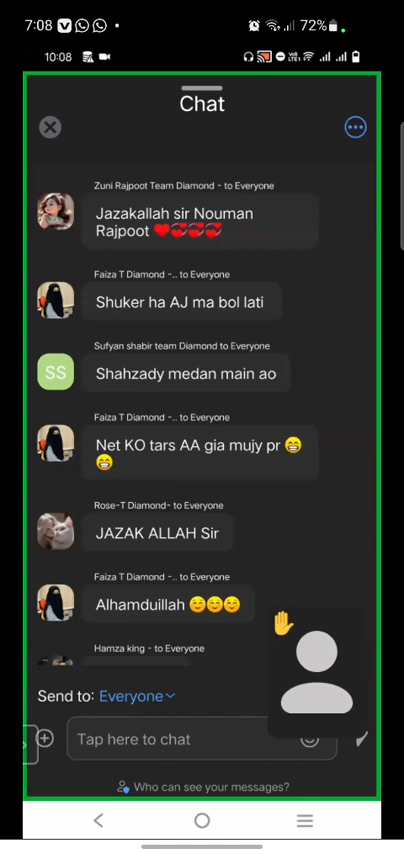 7:08
72%
10:08
Chat
Zuni Rajpoot Team Diamond - to Everyone
Jazakallah sir Nouman
Rajpoot ❤️💞💞💞
Faiza T Diamond -.. to Everyone
Shuker ha AJ ma bol lati
Sufyan shabir team Diamond to Everyone
SS
Shahzady medan main ao
Faiza T Diamond -.. to Everyone
Net KO tars AA gia mujy pr 😁
😁
Rose-T Diamond- to Everyone
JAZAK ALLAH Sir
Faiza T Diamond -.. to Everyone
Alhamduillah ☺️☺️☺️
Hamza king - to Everyone
Send to: Everyone
Tap here to chat
Who can see your messages?